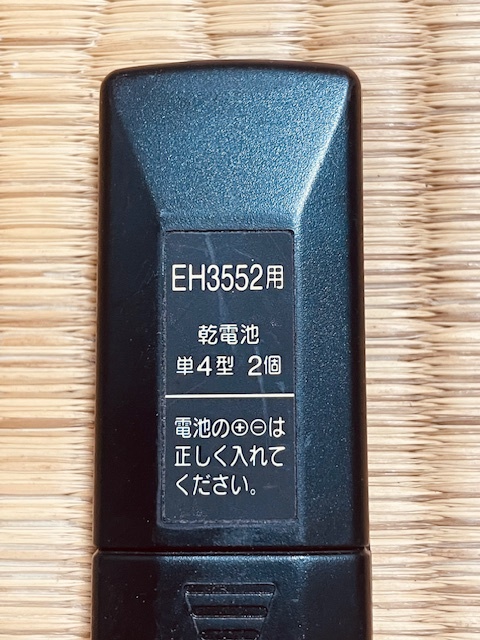 EH3552用
乾電池
単4型 2個
電池の⊕⊖は
正しく入れて
ください。